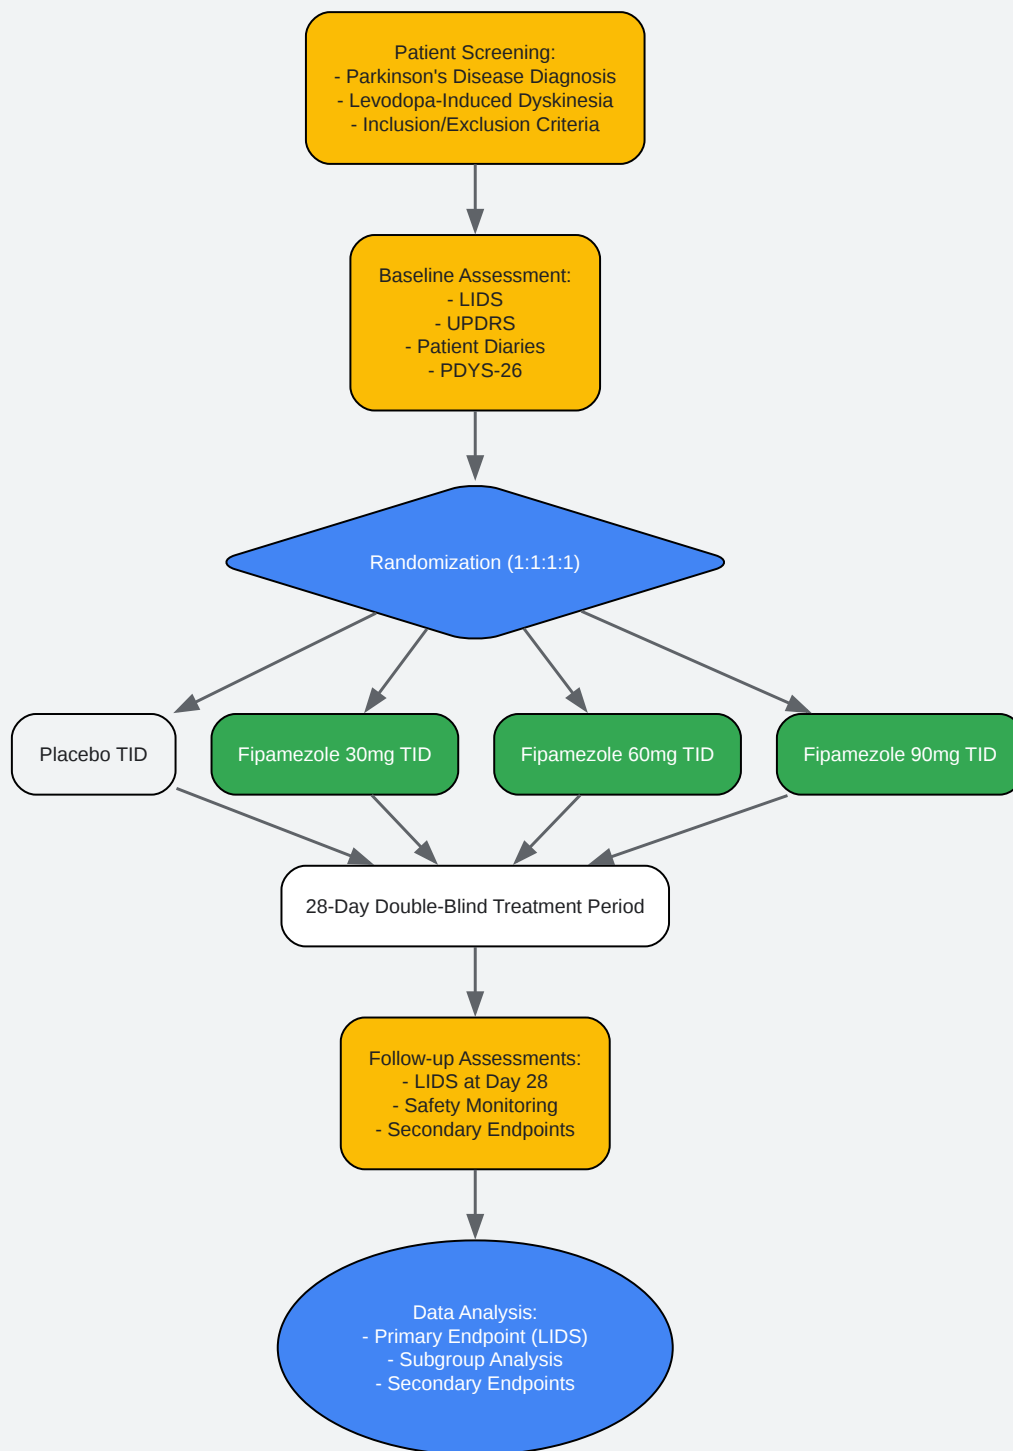 Patient Screening:
- Parkinson's Disease Diagnosis
- Levodopa-Induced Dyskinesia
- Inclusion/Exclusion Criteria
Baseline Assessment:
- LIDS
- UPDRS
- Patient Diaries
- PDYS-26
Randomization (1:1:1:1)
Placebo TID
Fipamezole 30mg TID
Fipamezole 60mg TID
Fipamezole 90mg TID
28-Day Double-Blind Treatment Period
Follow-up Assessments:
- LIDS at Day 28
- Safety Monitoring
- Secondary Endpoints
Data Analysis:
- Primary Endpoint (LIDS)
- Subgroup Analysis
- Secondary Endpoints